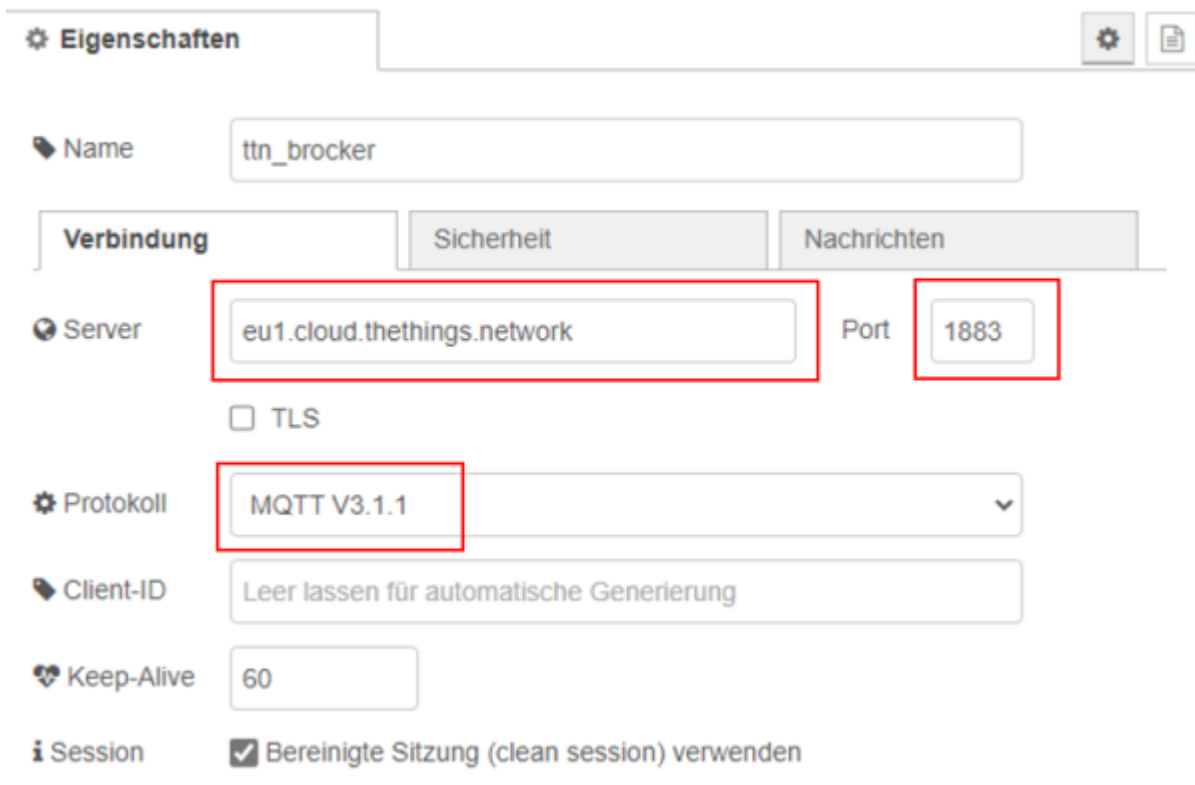 Eigenschaften
Name ttn_brocker
Verbindung Sicherheit Nachrichten
Server eu1.cloud.thethings.network Port 1883
TLS
Protokoll MQTT V3.1.1
Client-ID Leer lassen für automatische Generierung
Keep-Alive 60
Session Bereinigte Sitzung (clean session) verwenden